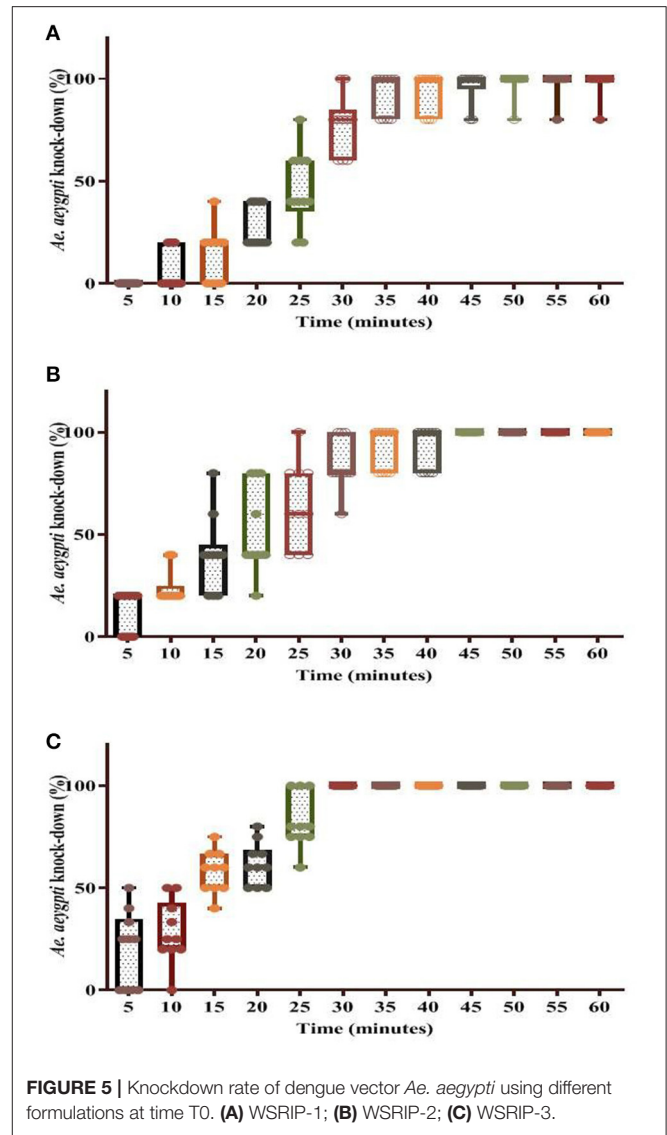 A
Ae. aeygpti knock-down (%)
100
50
0
5 10 15 20 25 30 35 40 45 50 55 60
Time (minutes)
B
Ae. aeygpti knock-down (%)
100
50
0
5 10 15 20 25 30 35 40 45 50 55 60
Time (minutes)
C
Ae. aeygpti knock-down (%)
100
50
0
5 10 15 20 25 30 35 40 45 50 55 60
Time (minutes)
FIGURE 5 | Knockdown rate of dengue vector Ae. aegypti using different
formulations at time T0. (A) WSRIP-1; (B) WSRIP-2; (C) WSRIP-3.